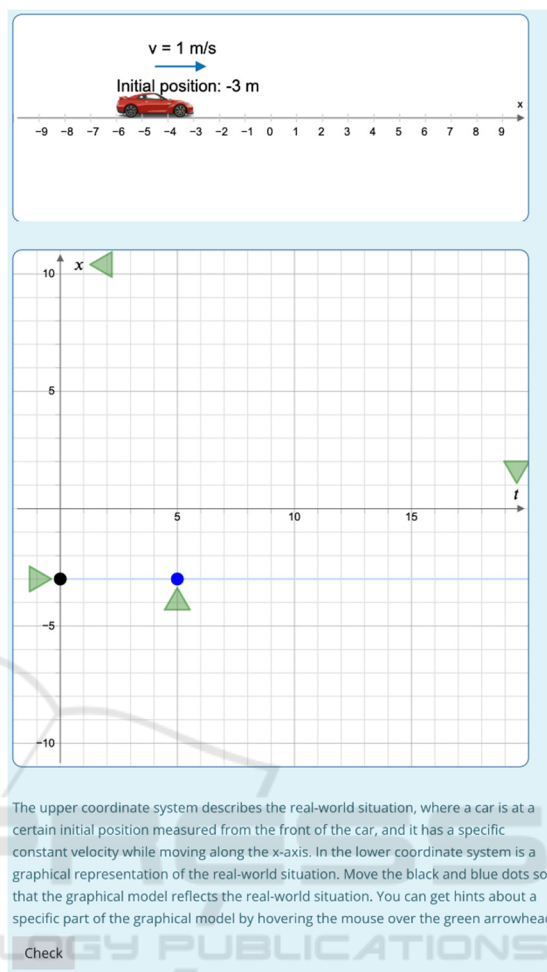 v = 1 m/s
Initial position: -3 m
x
−9 −8 −7 −6 −5 −4 −3 −2 −1 0 1 2 3 4 5 6 7 8 9
x
10
5
t
5 10 15
−5
−10
The upper coordinate system describes the real-world situation, where a car is at a
certain initial position measured from the front of the car, and it has a specific
constant velocity while moving along the x-axis. In the lower coordinate system is a
graphical representation of the real-world situation. Move the black and blue dots so
that the graphical model reflects the real-world situation. You can get hints about a
specific part of the graphical model by hovering the mouse over the green arrowhea
Check
PUBLICATIONS